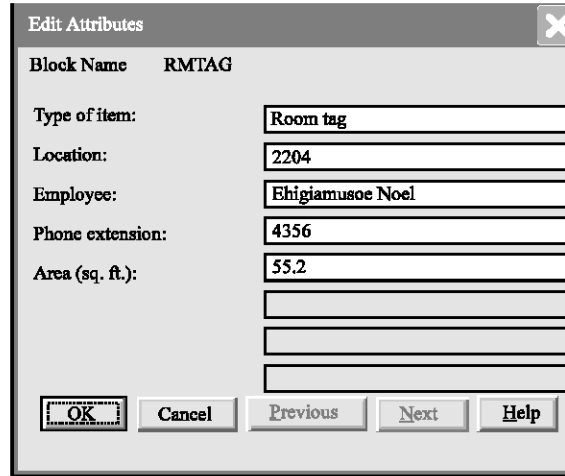 Edit Attributes
Block Name RMTAG
Type of item: Room tag
Location: 2204
Employee: Ehigiamusoe Noel
Phone extension: 4356
Area (sq. ft.): 55.2
OK Cancel Previous Next Help